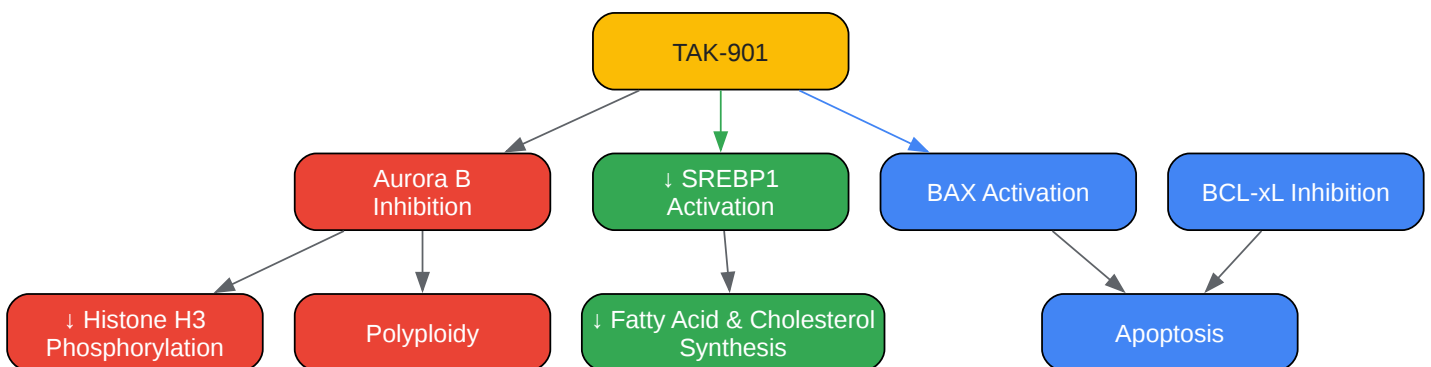 TAK-901
Aurora B
Inhibition
↓ SREBP1
Activation
BAX Activation
BCL-xL Inhibition
↓ Histone H3
Phosphorylation
Polyploidy
↓ Fatty Acid & Cholesterol
Synthesis
Apoptosis